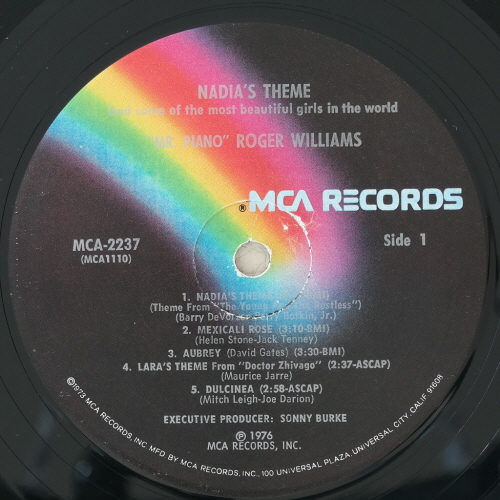 NADIA'S THEME
And some of the most beautiful girls in the world
"MR. PIANO" ROGER WILLIAMS
® MCA RECORDS
MCA-2237
(MCA1110)
Side 1
1. NADIA'S THEME
(Theme From "The Young And The Restless")
(Barry DeVorzon-Perry Botkin, Jr.)
2. MEXICALI ROSE (3:10-BMI)
(Helen Stone-Jack Tenney)
3. AUBREY (David Gates) (3:30-BMI)
4. LARA'S THEME From "Doctor Zhivago" (2:37-ASCAP)
(Maurice Jarre)
5. DULCINEA (2:58-ASCAP)
(Mitch Leigh-Joe Darion)
EXECUTIVE PRODUCER: SONNY BURKE
℗ 1976
MCA RECORDS, INC.
©1973 MCA RECORDS, INC. MFG BY MCA RECORDS, INC., 100 UNIVERSAL PLAZA, UNIVERSAL CITY, CALIF. 91608